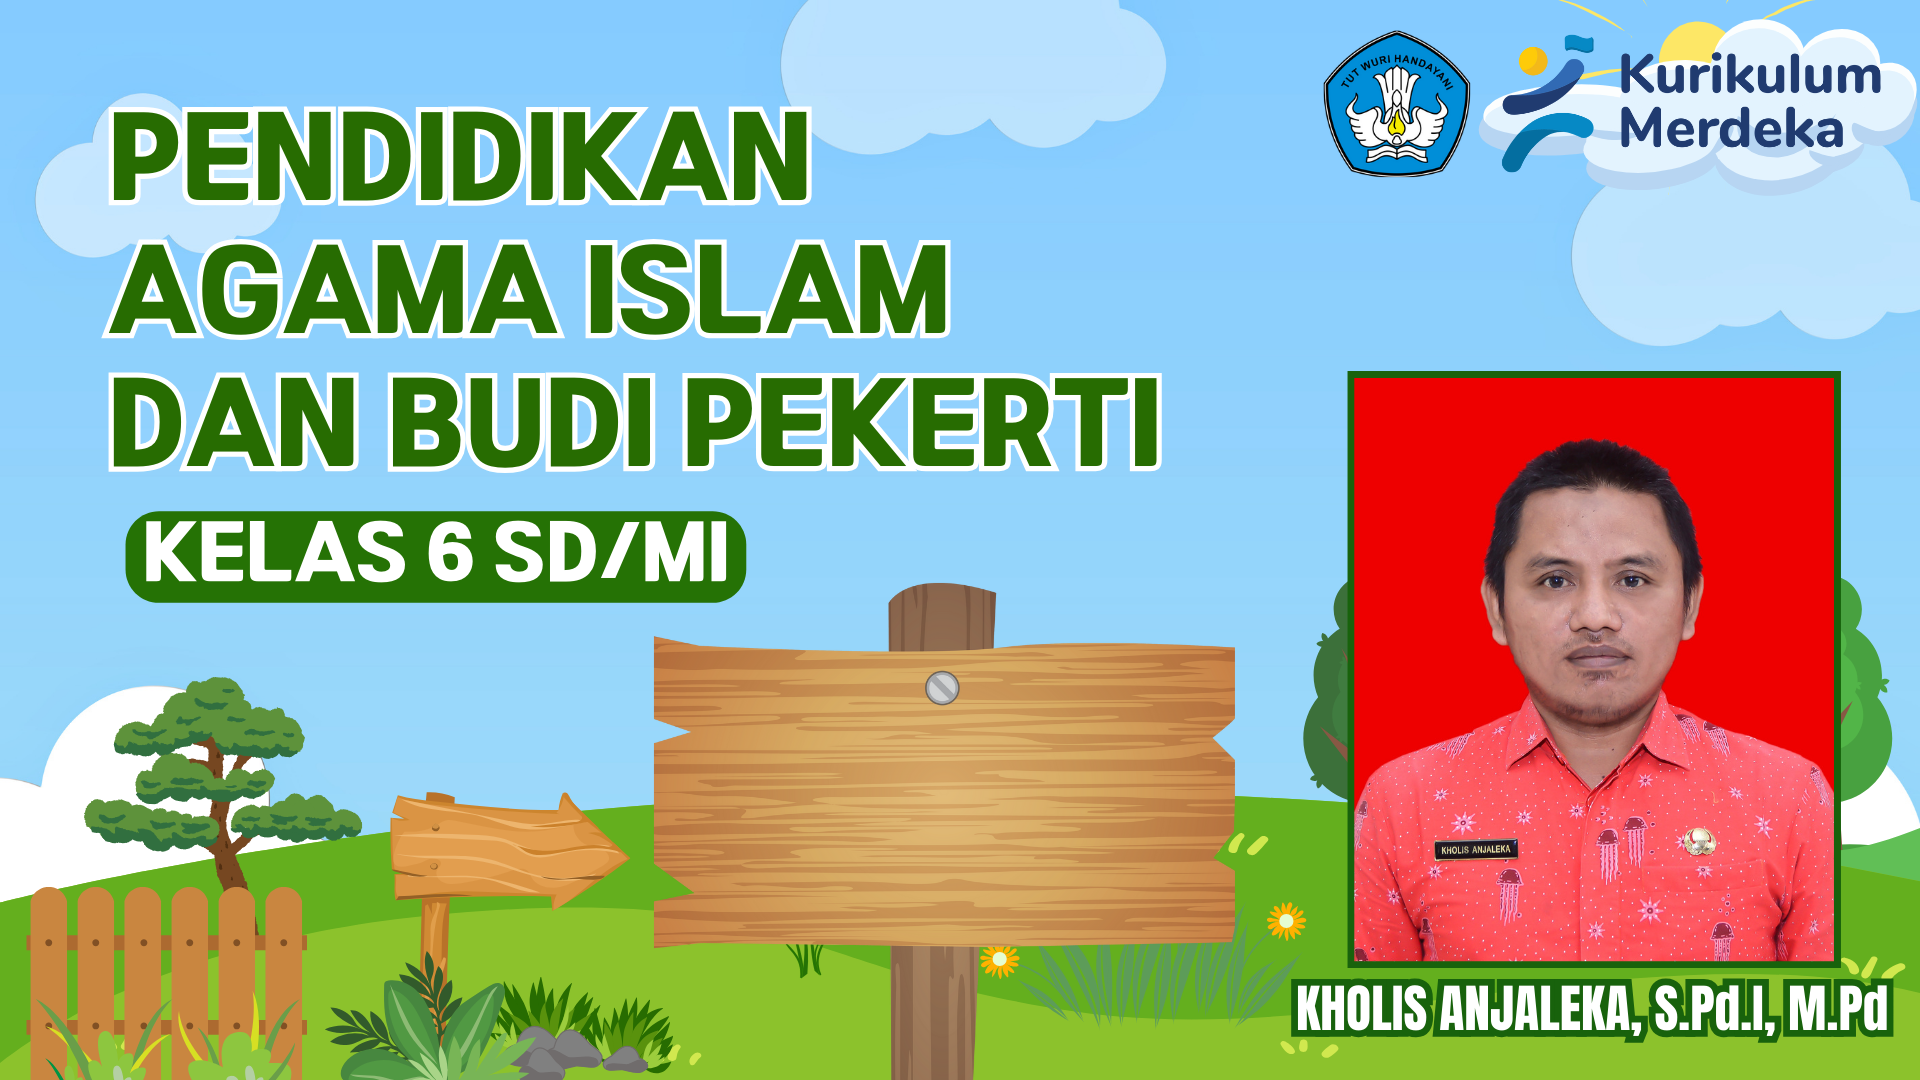 PENDIDIKAN
AGAMA ISLAM
DAN BUDI PEKERTI
KELAS 6 SD/MI
TUT WURI HANDAYANI
Kurikulum
Merdeka
KHOLIS ANJALEKA
KHOLIS ANJALEKA, S.Pd.I, M.Pd